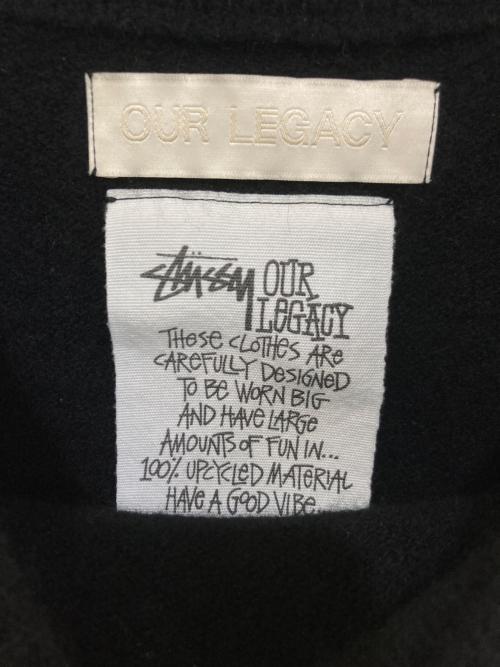 OUR LEGACY
Stüssy OUR
LEGACY
THESE CLOTHES ARE
CAREFULLY DESIGNED
TO BE WORN BIG
AND HAVE LARGE
AMOUNTS OF FUN IN...
100% UPCYCLED MATERIAL
HAVE A GOOD VIBE.